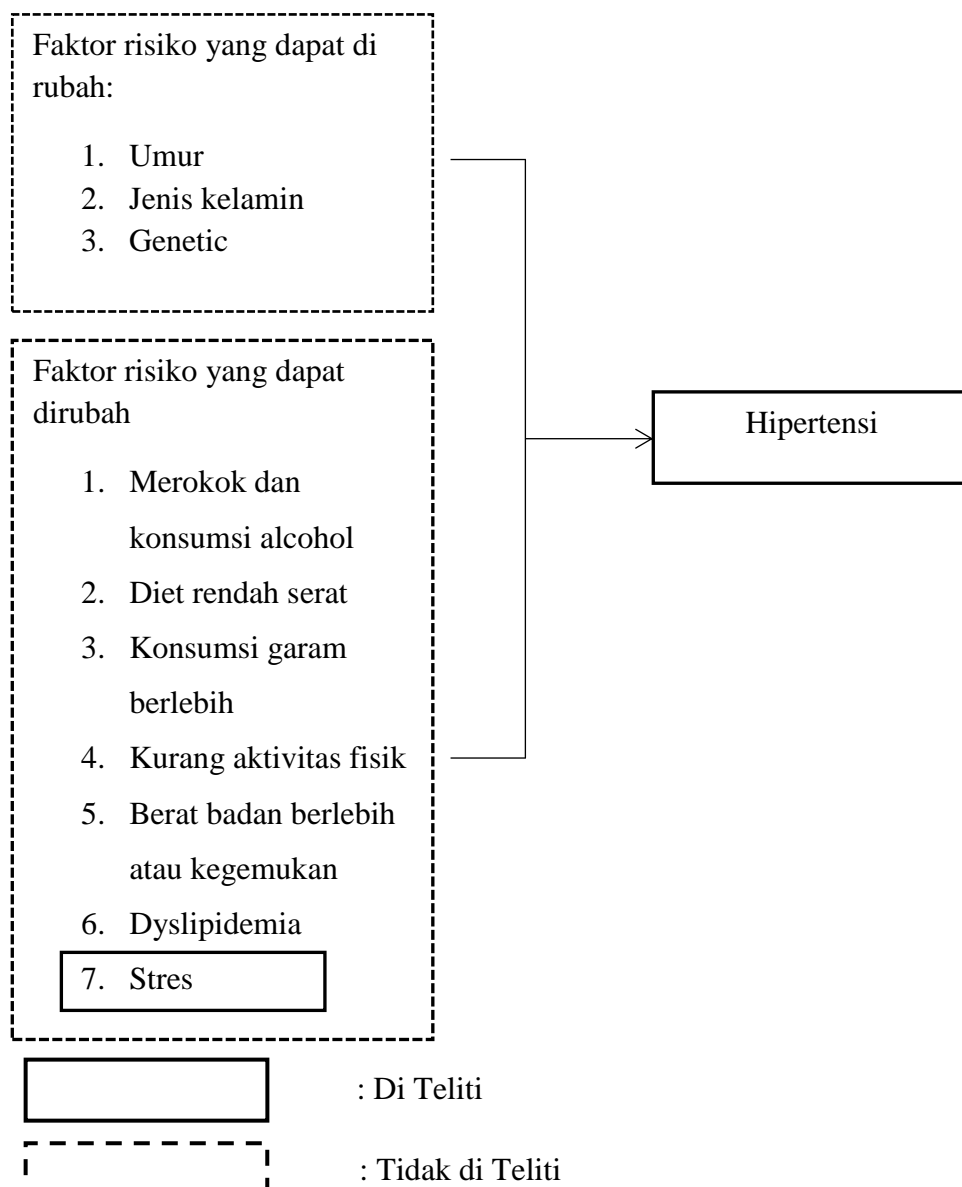 Faktor risiko yang dapat di
rubah:
1. Umur
2. Jenis kelamin
3. Genetic
Faktor risiko yang dapat
dirubah
1. Merokok dan
konsumsi alcohol
2. Diet rendah serat
3. Konsumsi garam
berlebih
4. Kurang aktivitas fisik
5. Berat badan berlebih
atau kegemukan
6. Dyslipidemia
7. Stres
Hipertensi
: Di Teliti
: Tidak di Teliti